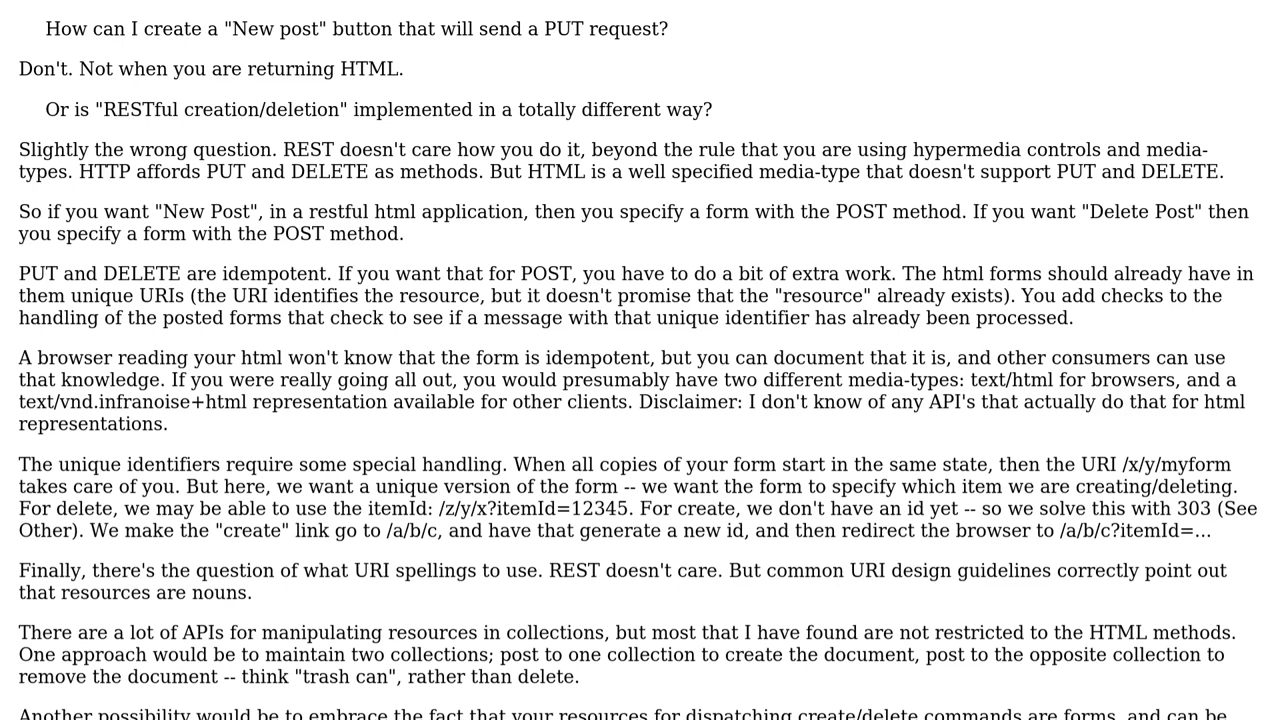 How can I create a "New post" button that will send a PUT request?
Don't. Not when you are returning HTML.
Or is "RESTful creation/deletion" implemented in a totally different way?
Slightly the wrong question. REST doesn't care how you do it, beyond the rule that you are using hypermedia controls and media-
types. HTTP affords PUT and DELETE as methods. But HTML is a well specified media-type that doesn't support PUT and DELETE.
So if you want "New Post", in a restful html application, then you specify a form with the POST method. If you want "Delete Post" then
you specify a form with the POST method.
PUT and DELETE are idempotent. If you want that for POST, you have to do a bit of extra work. The html forms should already have in
them unique URIs (the URI identifies the resource, but it doesn't promise that the "resource" already exists). You add checks to the
handling of the posted forms that check to see if a message with that unique identifier has already been processed.
A browser reading your html won't know that the form is idempotent, but you can document that it is, and other consumers can use
that knowledge. If you were really going all out, you would presumably have two different media-types: text/html for browsers, and a
text/vnd.infranoise+html representation available for other clients. Disclaimer: I don't know of any API's that actually do that for html
representations.
The unique identifiers require some special handling. When all copies of your form start in the same state, then the URI /x/y/myform
takes care of you. But here, we want a unique version of the form -- we want the form to specify which item we are creating/deleting.
For delete, we may be able to use the itemId: /z/y/x?itemId=12345. For create, we don't have an id yet -- so we solve this with 303 (See
Other). We make the "create" link go to /a/b/c, and have that generate a new id, and then redirect the browser to /a/b/c?itemId=...
Finally, there's the question of what URI spellings to use. REST doesn't care. But common URI design guidelines correctly point out
that resources are nouns.
There are a lot of APIs for manipulating resources in collections, but most that I have found are not restricted to the HTML methods.
One approach would be to maintain two collections; post to one collection to create the document, post to the opposite collection to
remove the document -- think "trash can", rather than delete.
Another possibility would be to embrace the fact that your resources for dispatching create/delete commands are forms, and can be